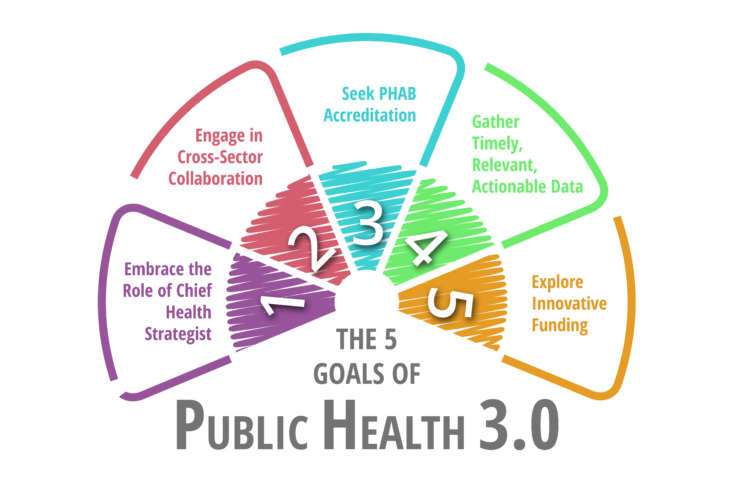 1
Embrace the
Role of Chief
Health
Strategist
2
Engage in
Cross-Sector
Collaboration
3
Seek PHAB
Accreditation
4
Gather
Timely,
Relevant,
Actionable Data
5
Explore
Innovative
Funding
THE 5
GOALS OF
PUBLIC HEALTH 3.0